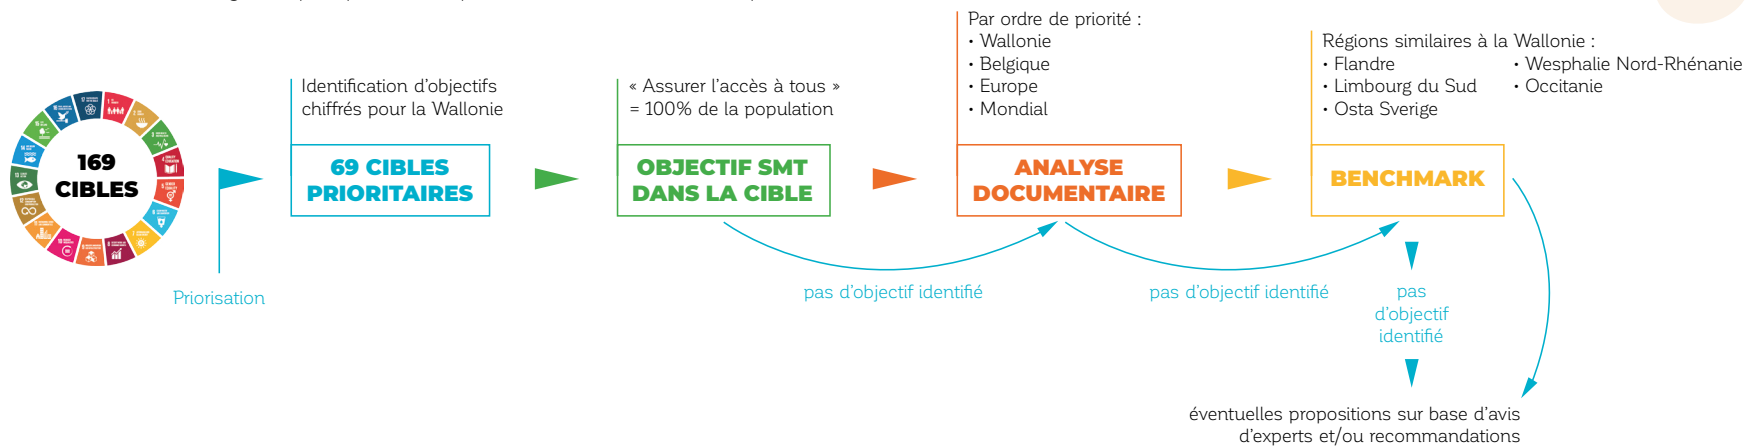 169
CIBLES
Priorisation
Identification d'objectifs
chiffrés pour la Wallonie
69 CIBLES
PRIORITAIRES
« Assurer l'accès à tous »
= 100% de la population
OBJECTIF SMT
DANS LA CIBLE
pas d'objectif identifié
Par ordre de priorité :
• Wallonie
• Belgique
• Europe
• Mondial
ANALYSE
DOCUMENTAIRE
pas d'objectif identifié
Régions similaires à la Wallonie :
• Flandre
• Limbourg du Sud
• Osta Sverige
• Wesphalie Nord-Rhénanie
• Occitanie
BENCHMARK
pas
d'objectif
identifié
éventuelles propositions sur base d'avis
d'experts et/ou recommandations